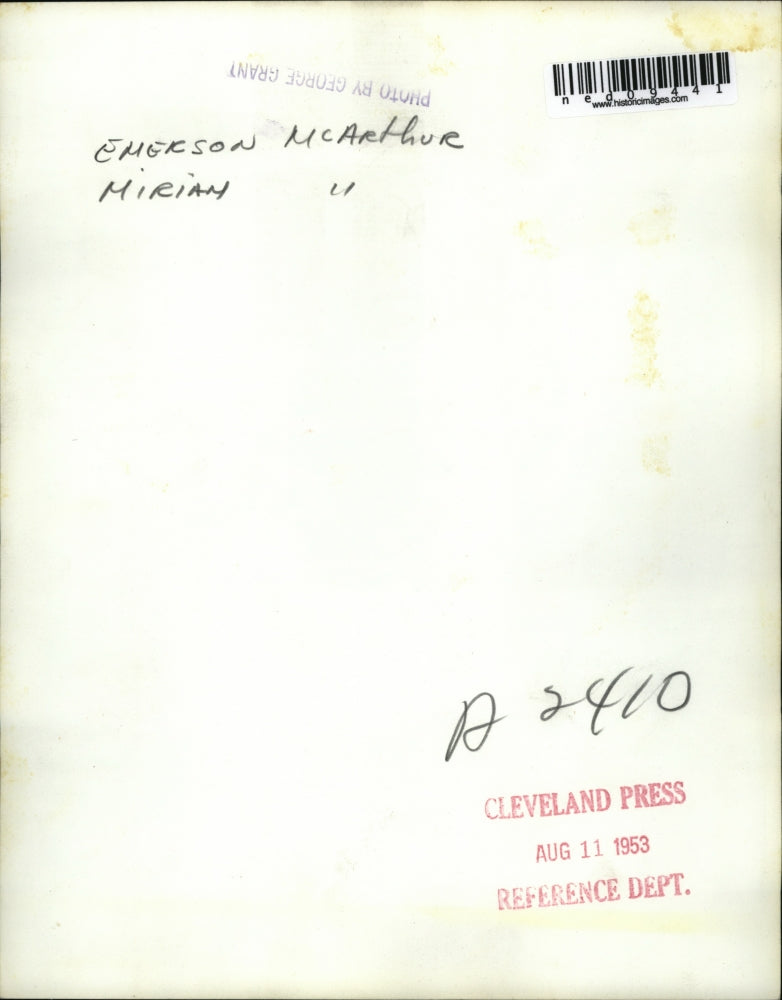 PHOTO BY GEORGE GRANT
ned09441
www.historicimages.com
EMERSON McARthUR
MiRiAM "
A 2410
CLEVELAND PRESS
AUG 11 1953
REFERENCE DEPT.